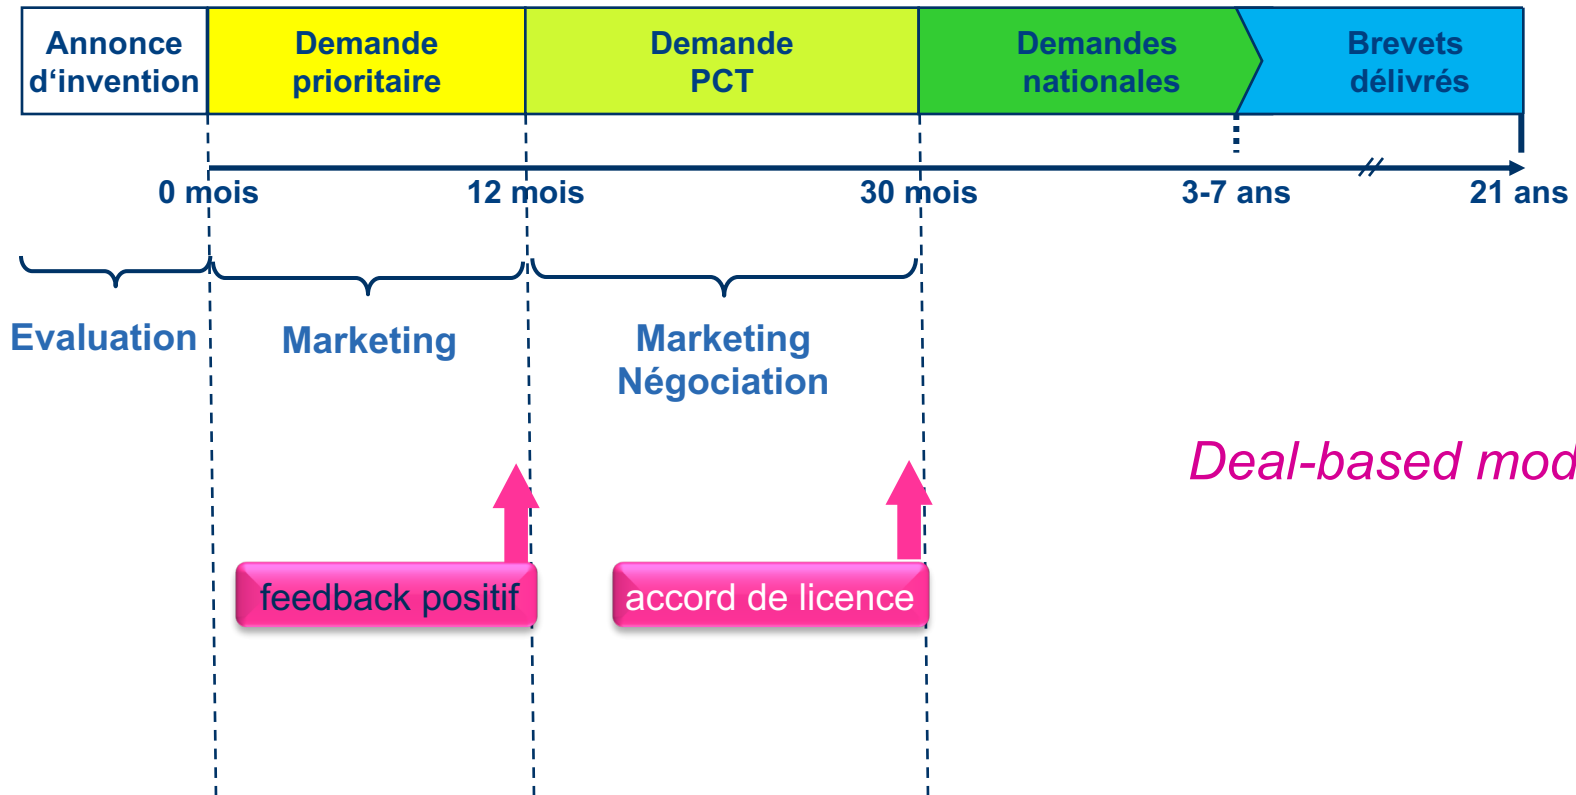 Annonce
d‘invention
Demande
prioritaire
Demande
PCT
Demandes
nationales
Brevets
délivrés
0 mois
12 mois
30 mois
3-7 ans
21 ans
Evaluation
Marketing
Marketing
Négociation
Deal-based mod
feedback positif
accord de licence